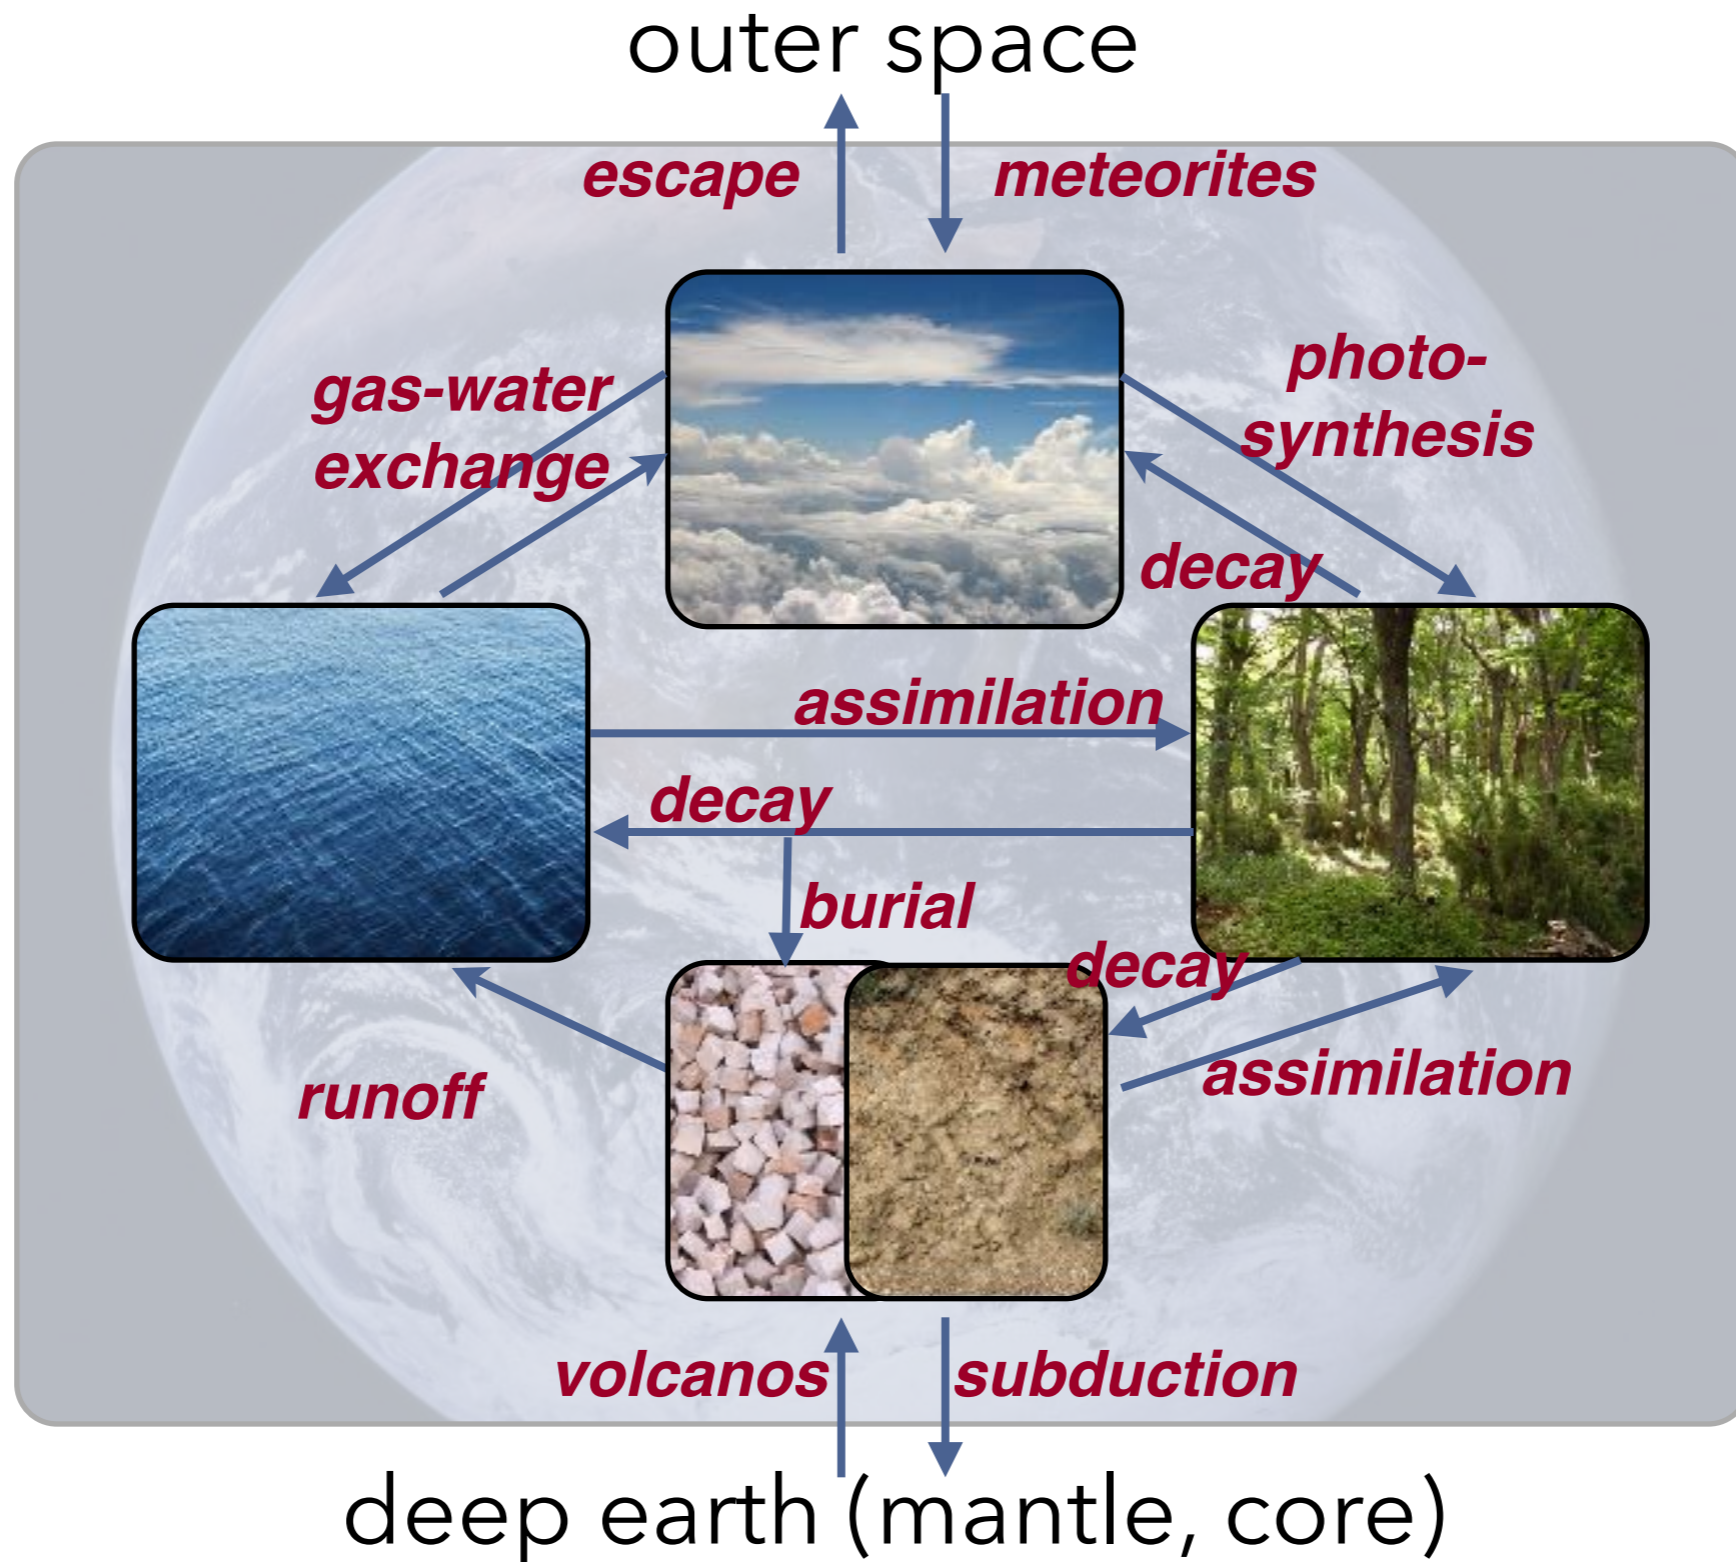 outer space
escape
meteorites
gas-water
exchange
photo-
synthesis
decay
assimilation
decay
burial
decay
runoff
assimilation
volcanos
subduction
deep earth (mantle, core)